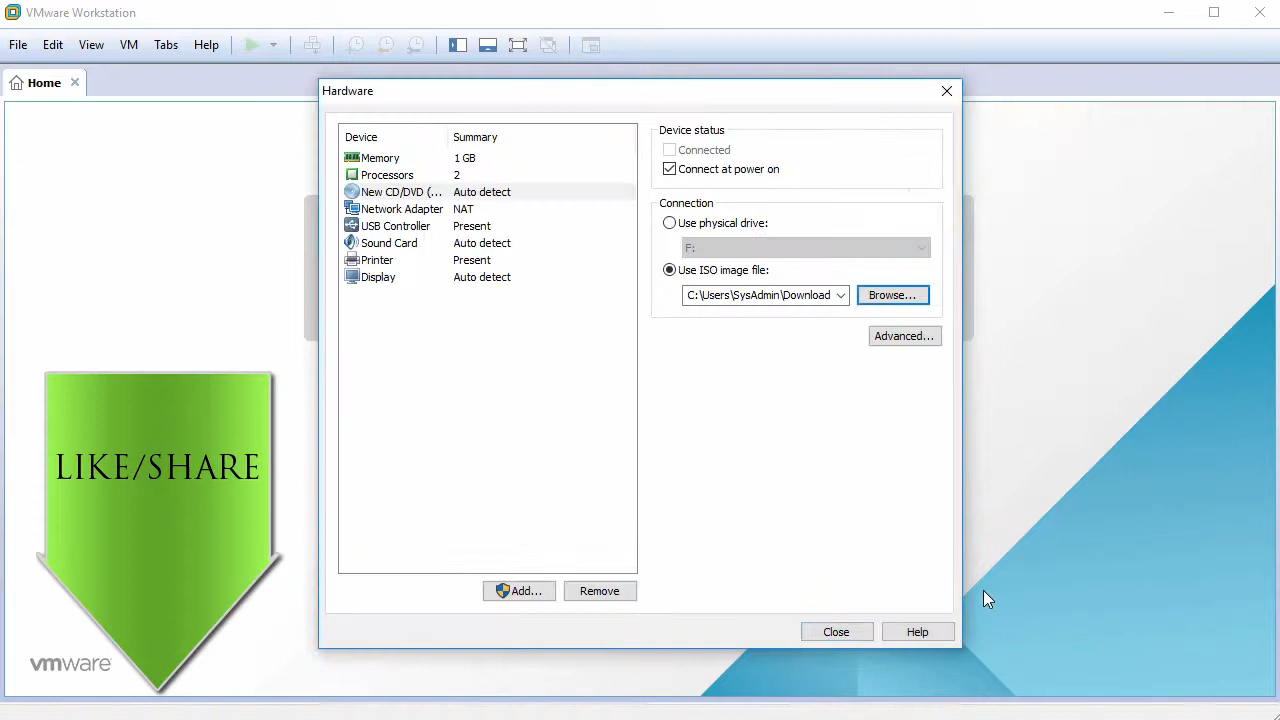 VMware Workstation
File Edit View VM Tabs Help
Home
Hardware
Device Summary
Memory 1 GB
Processors 2
New CD/DVD (... Auto detect
Network Adapter NAT
USB Controller Present
Sound Card Auto detect
Printer Present
Display Auto detect
Add... Remove
Device status
Connected
Connect at power on
Connection
Use physical drive:
F:
Use ISO image file:
C:\Users\SysAdmin\Download Browse...
Advanced...
Close Help
LIKE/SHARE
vmware